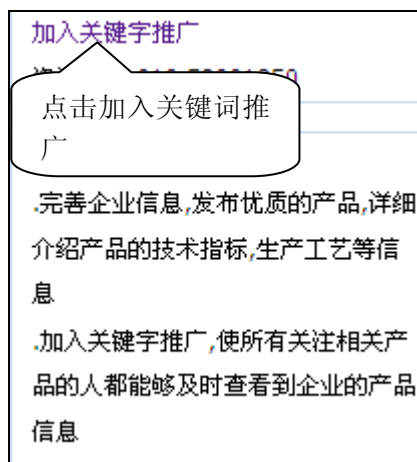 加入关键字推广
点击加入关键词推
广
.完善企业信息,发布优质的产品,详细
介绍产品的技术指标,生产工艺等信
息
.加入关键字推广,使所有关注相关产
品的人都能够及时查看到企业的产品
信息